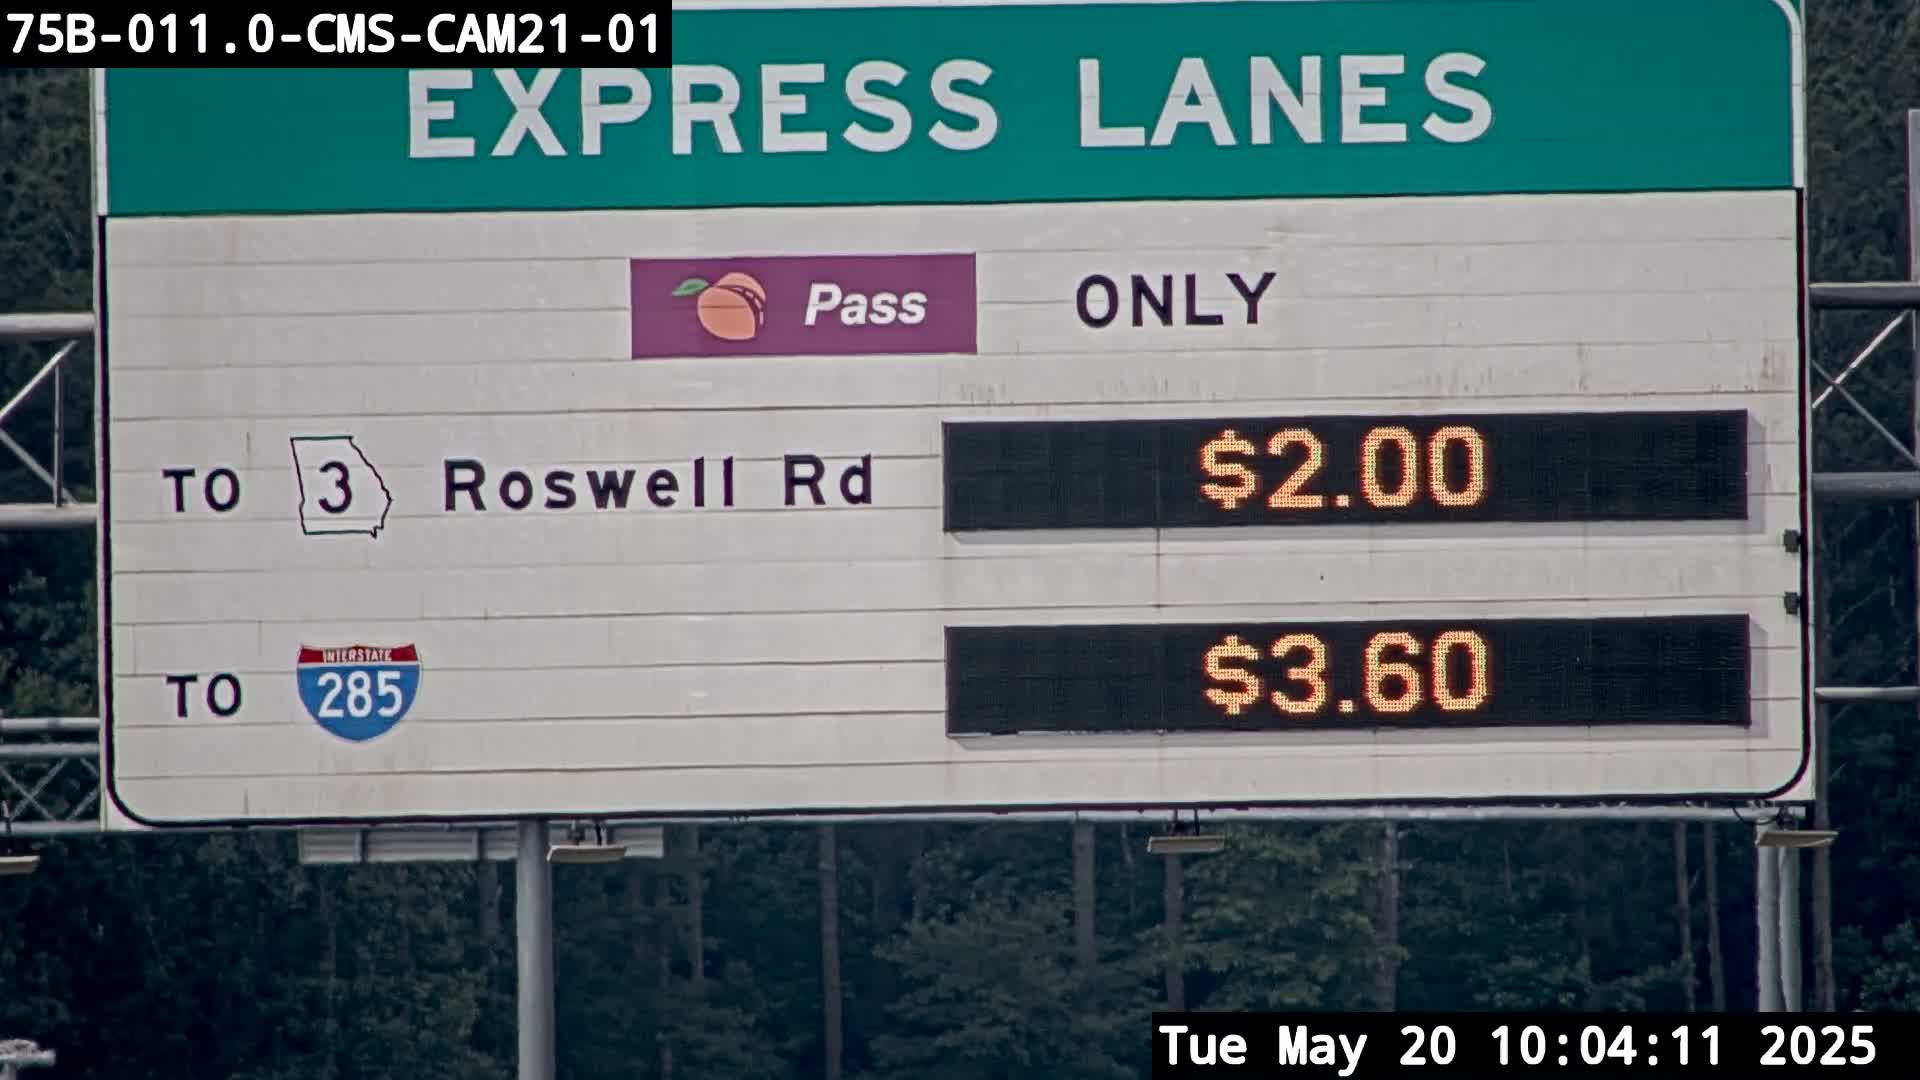 75B-011.0-CMS-CAM21-01
EXPRESS LANES
Pass ONLY
TO 3 Roswell Rd $2.00
INTERSTATE
TO 285 $3.60
Tue May 20 10:04:11 2025